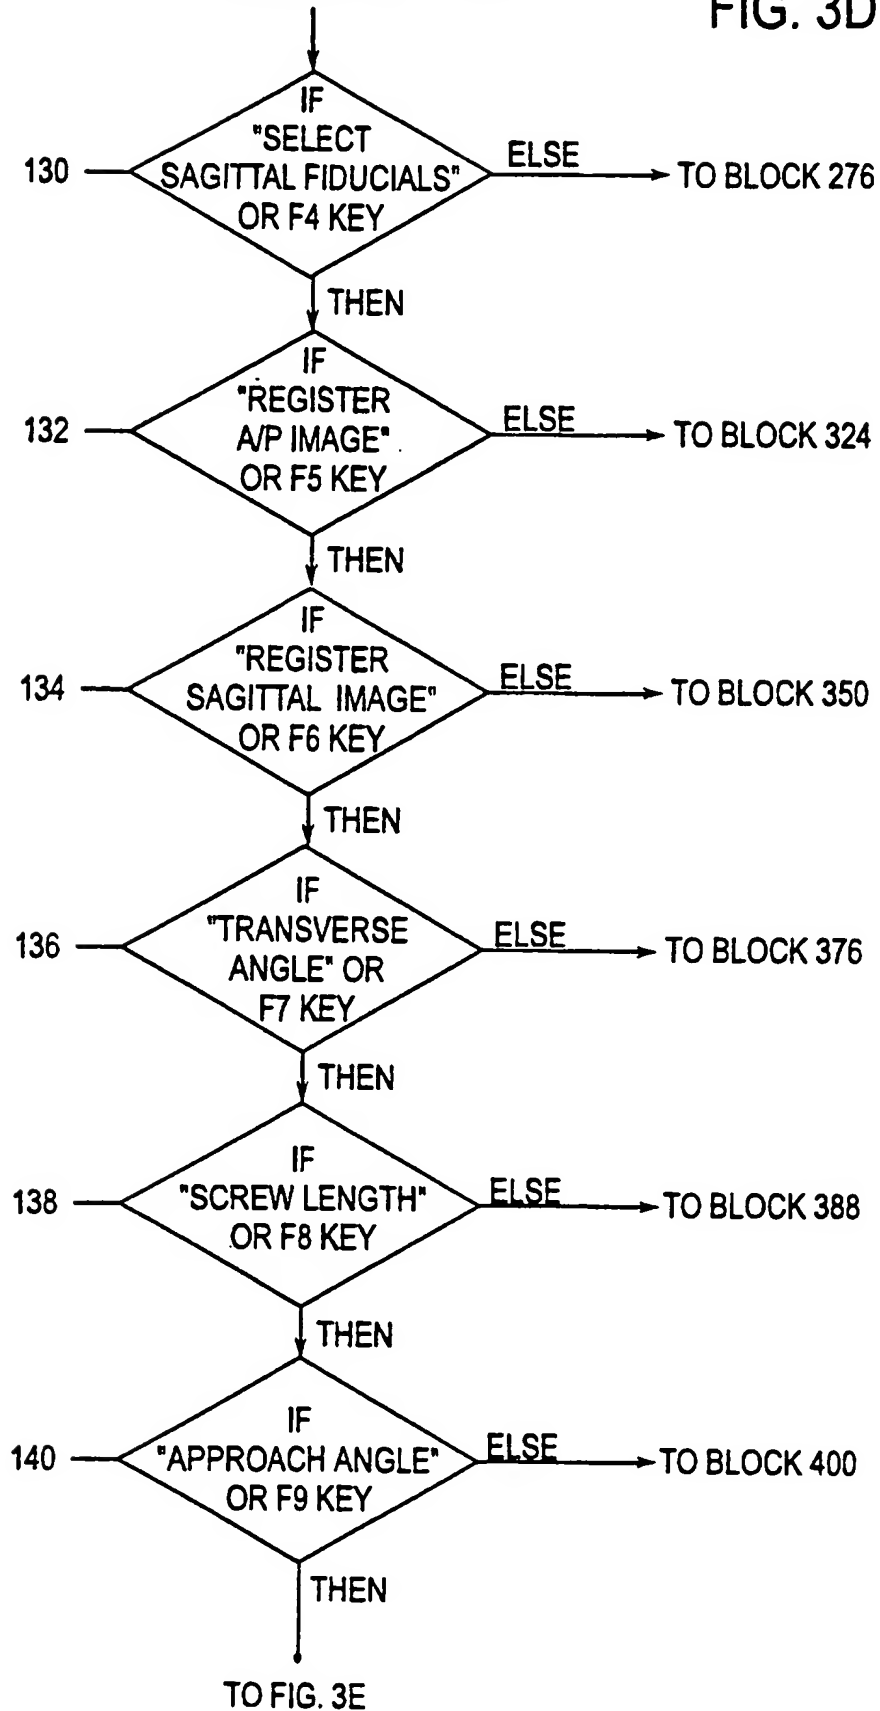 FIG. 3D
IF
"SELECT
SAGITTAL FIDUCIALS"
OR F4 KEY
130
ELSE
TO BLOCK 276
THEN
IF
"REGISTER
A/P IMAGE"
OR F5 KEY
132
ELSE
TO BLOCK 324
THEN
IF
"REGISTER
SAGITTAL IMAGE"
OR F6 KEY
134
ELSE
TO BLOCK 350
THEN
IF
"TRANSVERSE
ANGLE" OR
F7 KEY
136
ELSE
TO BLOCK 376
THEN
IF
"SCREW LENGTH"
OR F8 KEY
138
ELSE
TO BLOCK 388
THEN
IF
"APPROACH ANGLE"
OR F9 KEY
140
ELSE
TO BLOCK 400
THEN
TO FIG. 3E